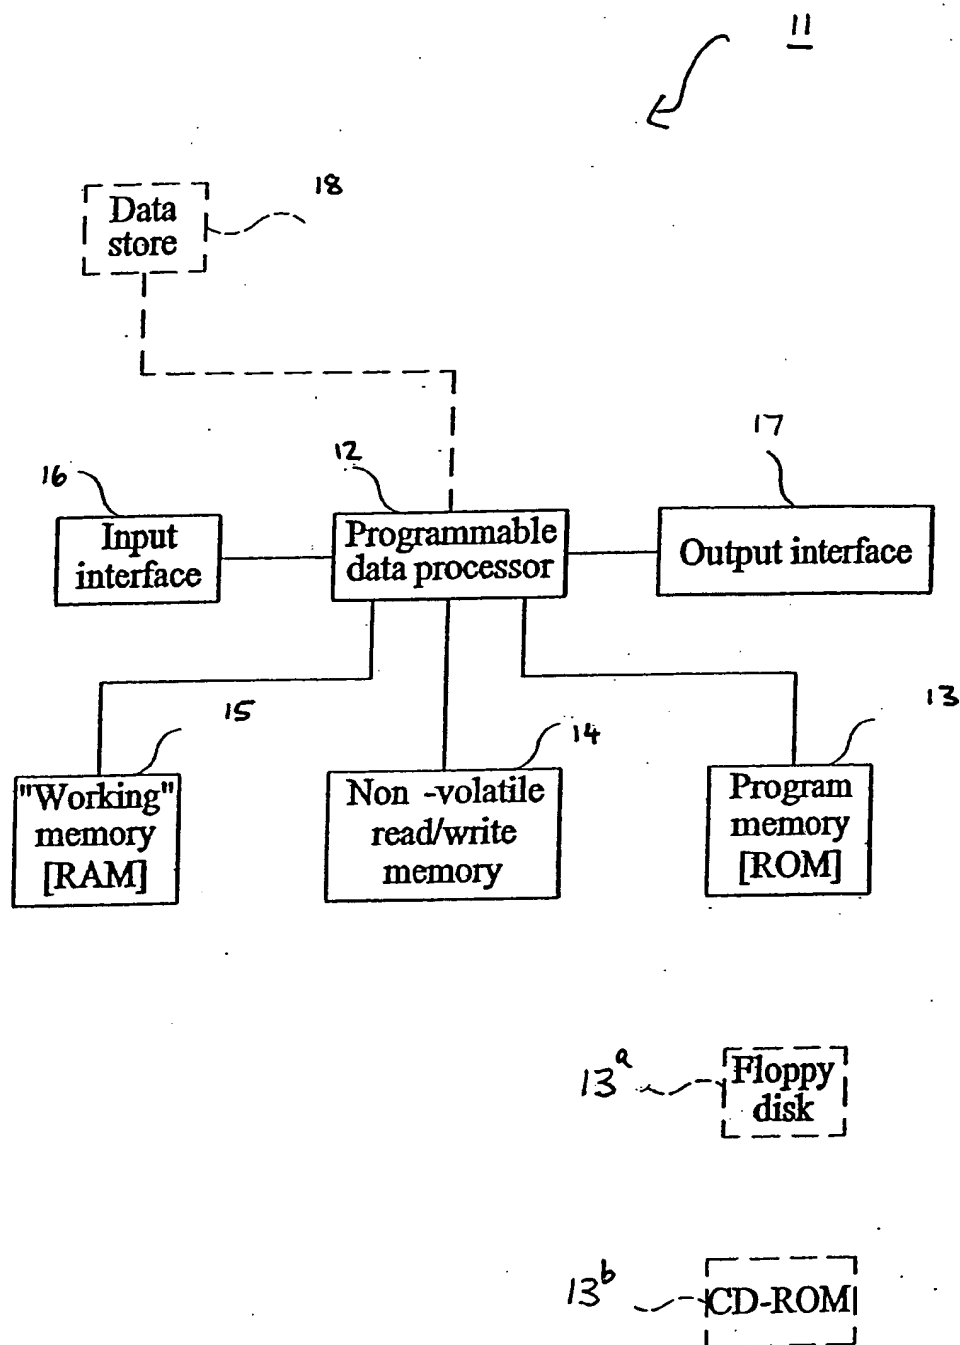 11
18
Data
store
17
12
16
Input
interface
Programmable
data processor
Output interface
15
14
13
"Working"
memory
[RAM]
Non -volatile
read/write
memory
Program
memory
[ROM]
13a
Floppy
disk
13b
CD-ROM